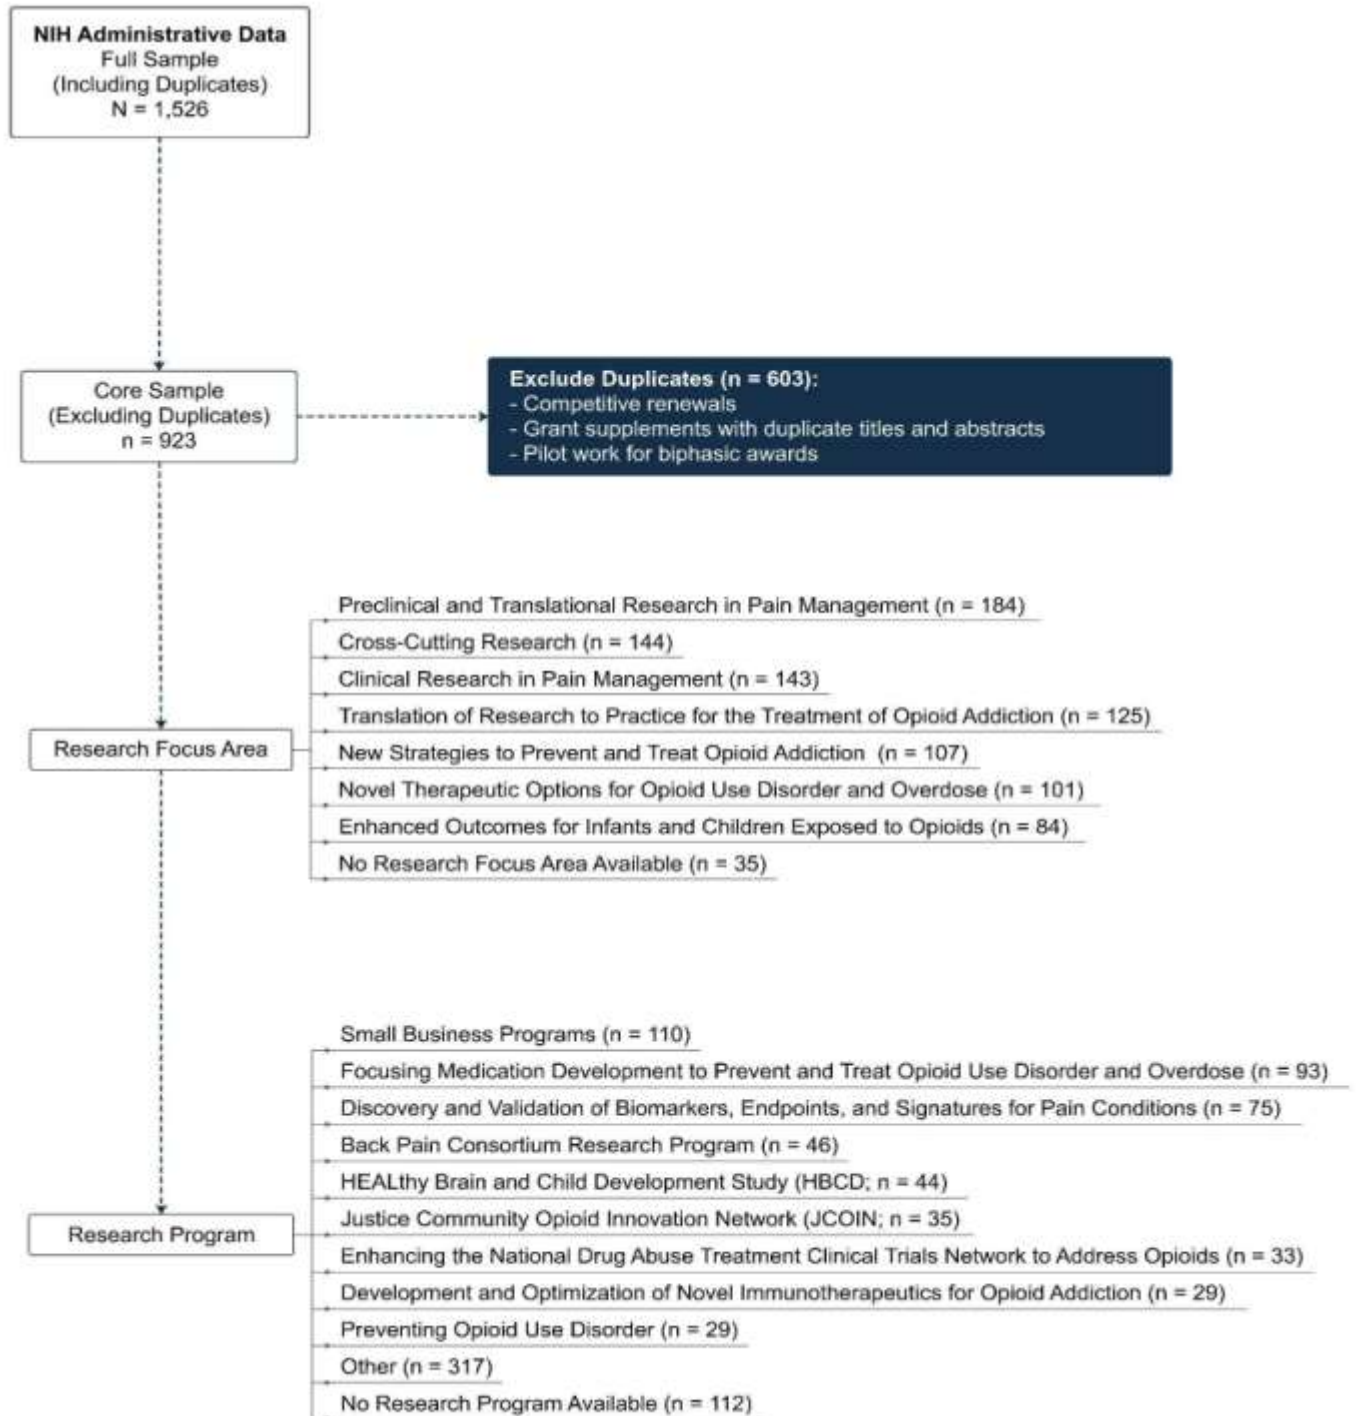 NIH Administrative Data
Full Sample
(Including Duplicates)
N = 1,526
Core Sample
(Excluding Duplicates)
n = 923
Exclude Duplicates (n = 603):
- Competitive renewals
- Grant supplements with duplicate titles and abstracts
- Pilot work for biphasic awards
Research Focus Area
Preclinical and Translational Research in Pain Management (n = 184)
Cross-Cutting Research (n = 144)
Clinical Research in Pain Management (n = 143)
Translation of Research to Practice for the Treatment of Opioid Addiction (n = 125)
New Strategies to Prevent and Treat Opioid Addiction (n = 107)
Novel Therapeutic Options for Opioid Use Disorder and Overdose (n = 101)
Enhanced Outcomes for Infants and Children Exposed to Opioids (n = 84)
No Research Focus Area Available (n = 35)
Research Program
Small Business Programs (n = 110)
Focusing Medication Development to Prevent and Treat Opioid Use Disorder and Overdose (n = 93)
Discovery and Validation of Biomarkers, Endpoints, and Signatures for Pain Conditions (n = 75)
Back Pain Consortium Research Program (n = 46)
HEALthy Brain and Child Development Study (HBCD; n = 44)
Justice Community Opioid Innovation Network (JCOIN; n = 35)
Enhancing the National Drug Abuse Treatment Clinical Trials Network to Address Opioids (n = 33)
Development and Optimization of Novel Immunotherapeutics for Opioid Addiction (n = 29)
Preventing Opioid Use Disorder (n = 29)
Other (n = 317)
No Research Program Available (n = 112)